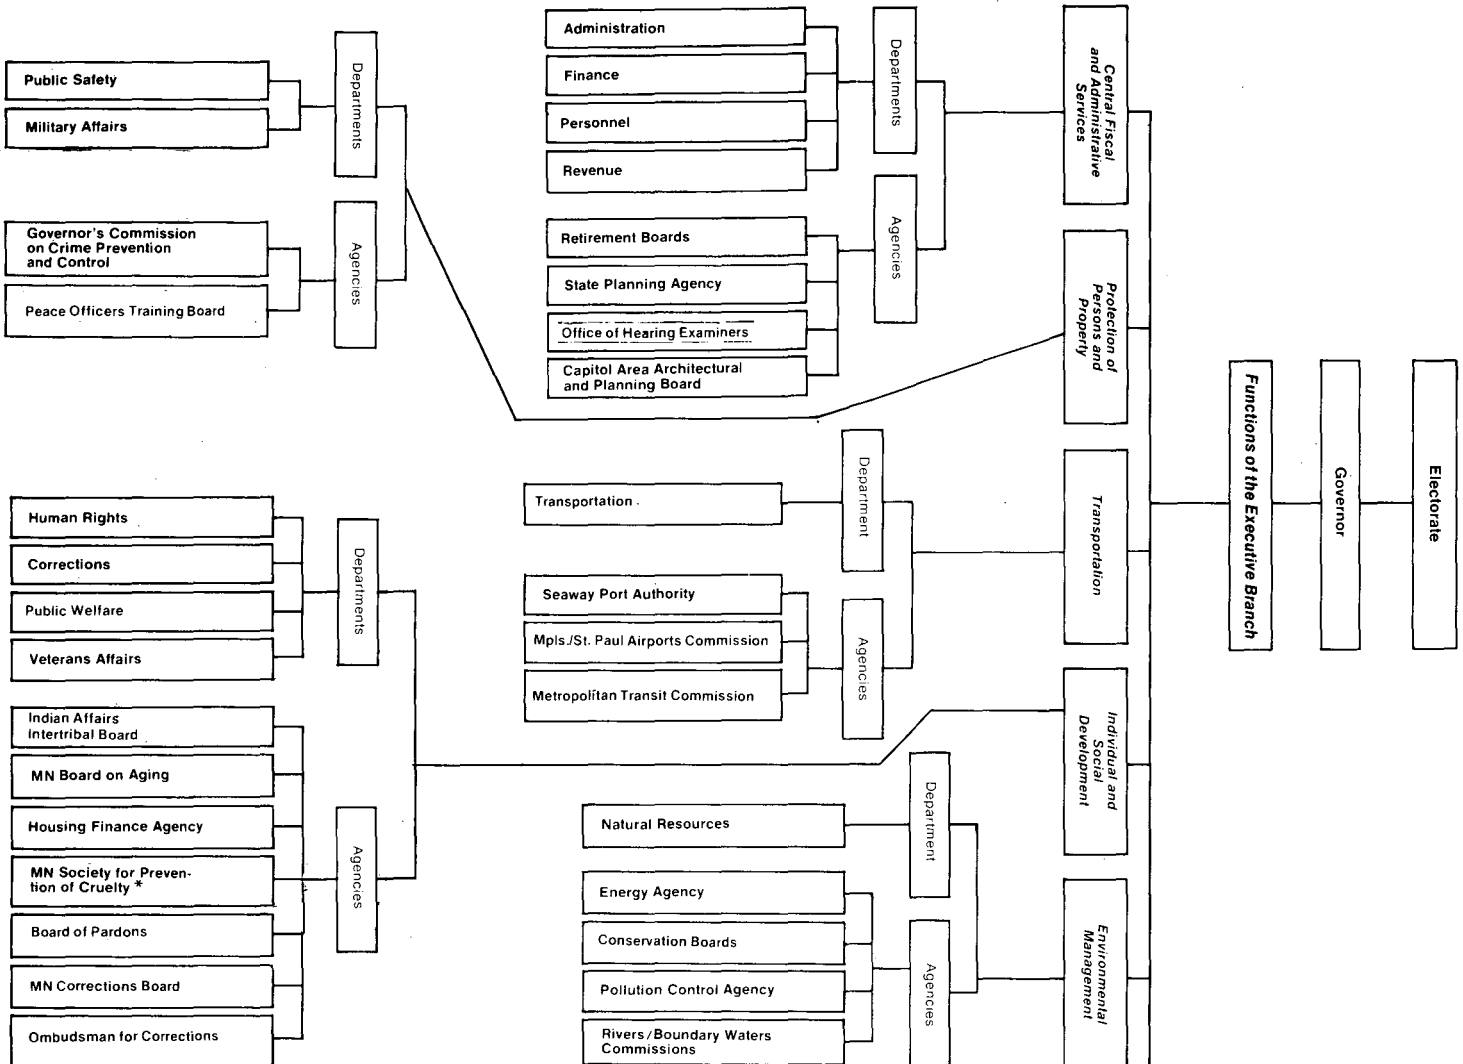 Electorate
Governor
Functions of the Executive Branch
Central Fiscal
and Administrative
Services
Departments
Administration
Finance
Personnel
Revenue
Agencies
Retirement Boards
State Planning Agency
Office of Hearing Examiners
Capitol Area Architectural
and Planning Board
Protection of
Persons and
Property
Departments
Public Safety
Military Affairs
Agencies
Governor's Commission
on Crime Prevention
and Control
Peace Officers Training Board
Transportation
Department
Transportation
Agencies
Seaway Port Authority
Mpls./St. Paul Airports Commission
Metropolitan Transit Commission
Individual and
Social
Development
Departments
Human Rights
Corrections
Public Welfare
Veterans Affairs
Agencies
Indian Affairs
Intertribal Board
MN Board on Aging
Housing Finance Agency
MN Society for Preven-
tion of Cruelty *
Board of Pardons
MN Corrections Board
Ombudsman for Corrections
Environmental
Management
Department
Natural Resources
Agencies
Energy Agency
Conservation Boards
Pollution Control Agency
Rivers/Boundary Waters
Commissions